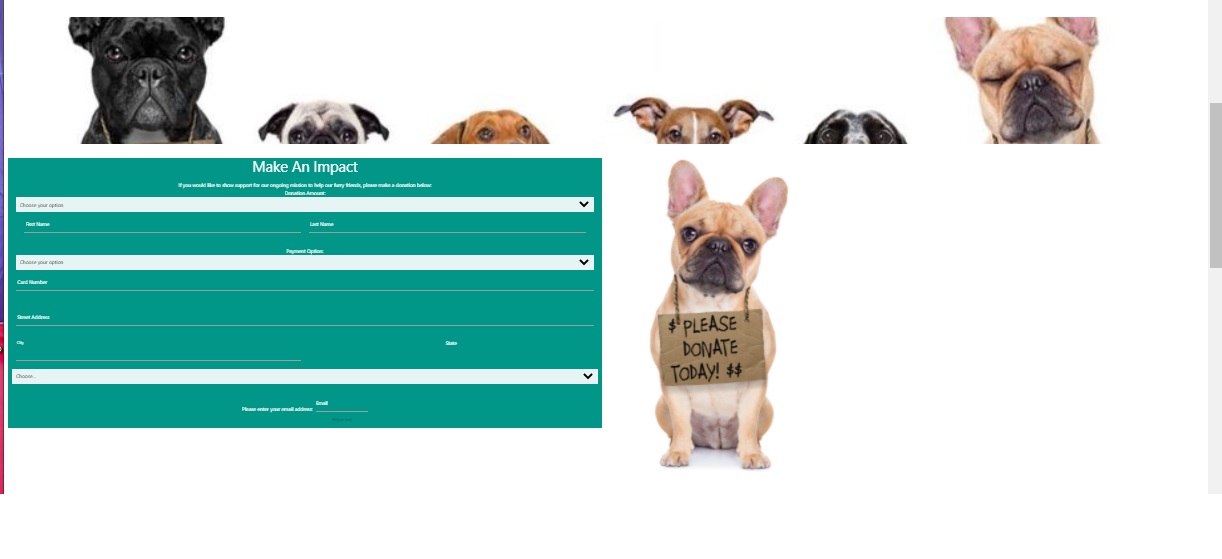 Make An Impact
If you would like to show support for our ongoing mission to help our furry friends, please make a donation below:
Donation Amount:
Choose your option
First Name Last Name
Payment Option:
Choose your option
Card Number
Street Address
City State
Choose...
Email
Please enter your email address:
$ PLEASE
DONATE
TODAY! $$